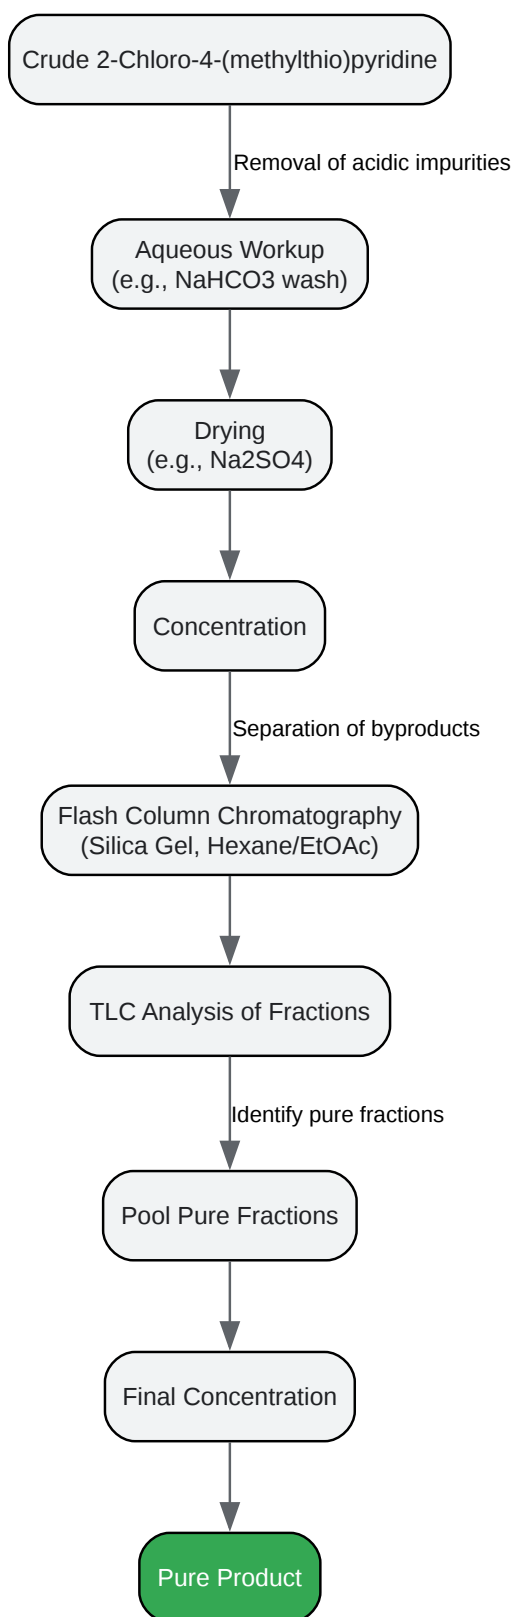 Crude 2-Chloro-4-(methylthio)pyridine
Removal of acidic impurities
Aqueous Workup
(e.g., NaHCO3 wash)
Drying
(e.g., Na2SO4)
Concentration
Separation of byproducts
Flash Column Chromatography
(Silica Gel, Hexane/EtOAc)
TLC Analysis of Fractions
Identify pure fractions
Pool Pure Fractions
Final Concentration
Pure Product